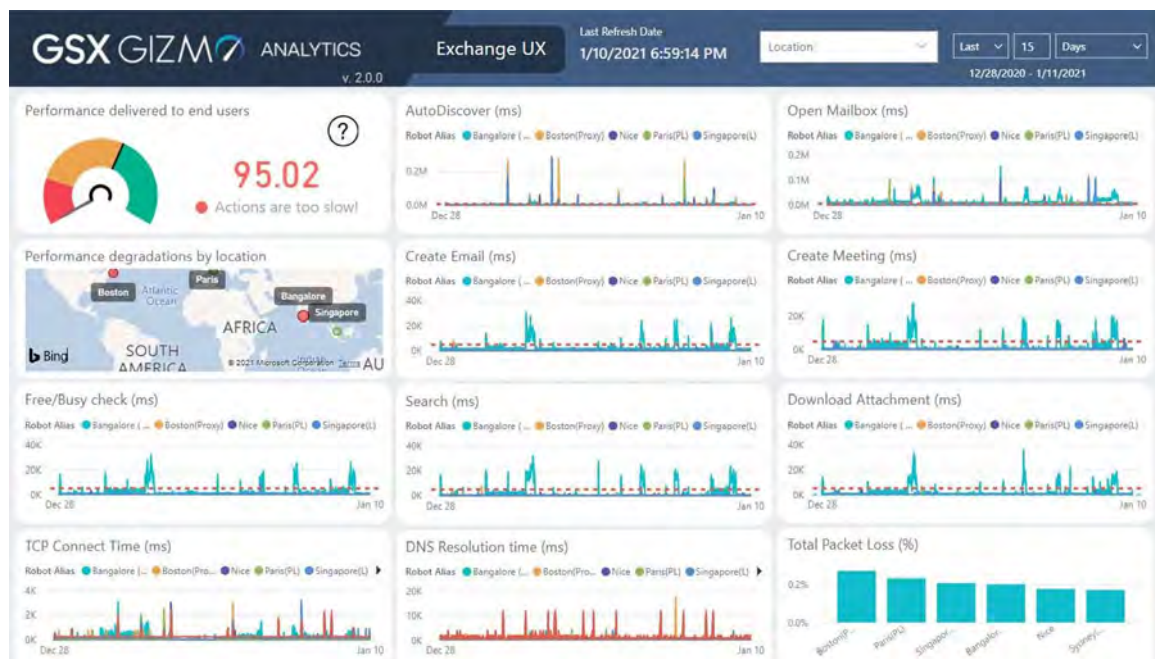 GSX GIZMO ANALYTICS
v. 2.0.0
Exchange UX
Last Refresh Date
1/10/2021 6:59:14 PM
Location
Last 15 Days
12/28/2020 - 1/11/2021
Performance delivered to end users
?
95.02
Actions are too slow!
AutoDiscover (ms)
Robot Alias Bangalore ( ... Boston(Proxy) Nice Paris(PL) Singapore(L)
0.2M
0.0M
Dec 28 Jan 10
Open Mailbox (ms)
Robot Alias Bangalore ( ... Boston(Proxy) Nice Paris(PL) Singapore(L)
0.2M
0.1M
0.0M
Dec 28 Jan 10
Performance degradations by location
Boston
Paris
Bangalore
Singapore
Atlantic
Ocean
AFRICA
SOUTH
AMERICA
AU
Bing
© 2021 Microsoft Corporation Terms
Create Email (ms)
Robot Alias Bangalore ( ... Boston(Proxy) Nice Paris(PL) Singapore(L)
40K
20K
0K
Dec 28 Jan 10
Create Meeting (ms)
Robot Alias Bangalore ( ... Boston(Proxy) Nice Paris(PL) Singapore(L)
20K
0K
Dec 28 Jan 10
Free/Busy check (ms)
Robot Alias Bangalore ( ... Boston(Proxy) Nice Paris(PL) Singapore(L)
40K
20K
0K
Dec 28 Jan 10
Search (ms)
Robot Alias Bangalore ( ... Boston(Proxy) Nice Paris(PL) Singapore(L)
40K
20K
0K
Dec 28 Jan 10
Download Attachment (ms)
Robot Alias Bangalore ( ... Boston(Proxy) Nice Paris(PL) Singapore(L)
40K
20K
0K
Dec 28 Jan 10
TCP Connect Time (ms)
Robot Alias Bangalore (... Boston(Pro... Nice Paris(PL) Singapore(L)
4K
2K
0K
Dec 28 Jan 10
DNS Resolution time (ms)
Robot Alias Bangalore (... Boston(Pro... Nice Paris(PL) Singapore(L)
20K
10K
0K
Dec 28 Jan 10
Total Packet Loss (%)
0.2%
0.0%
Boston(P... Paris(PL) Singapor... Bangalor... Nice Sydney(...